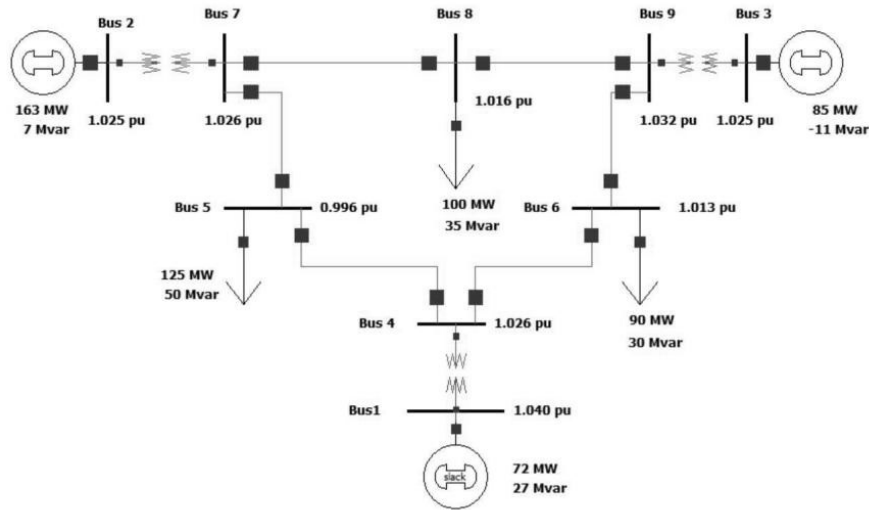 Bus 2
Bus 7
Bus 8
Bus 9
Bus 3
163 MW
7 Mvar
1.025 pu
1.026 pu
1.016 pu
1.032 pu
1.025 pu
85 MW
-11 Mvar
Bus 5
0.996 pu
100 MW
35 Mvar
Bus 6
1.013 pu
125 MW
50 Mvar
90 MW
30 Mvar
Bus 4
1.026 pu
Bus1
1.040 pu
slack
72 MW
27 Mvar